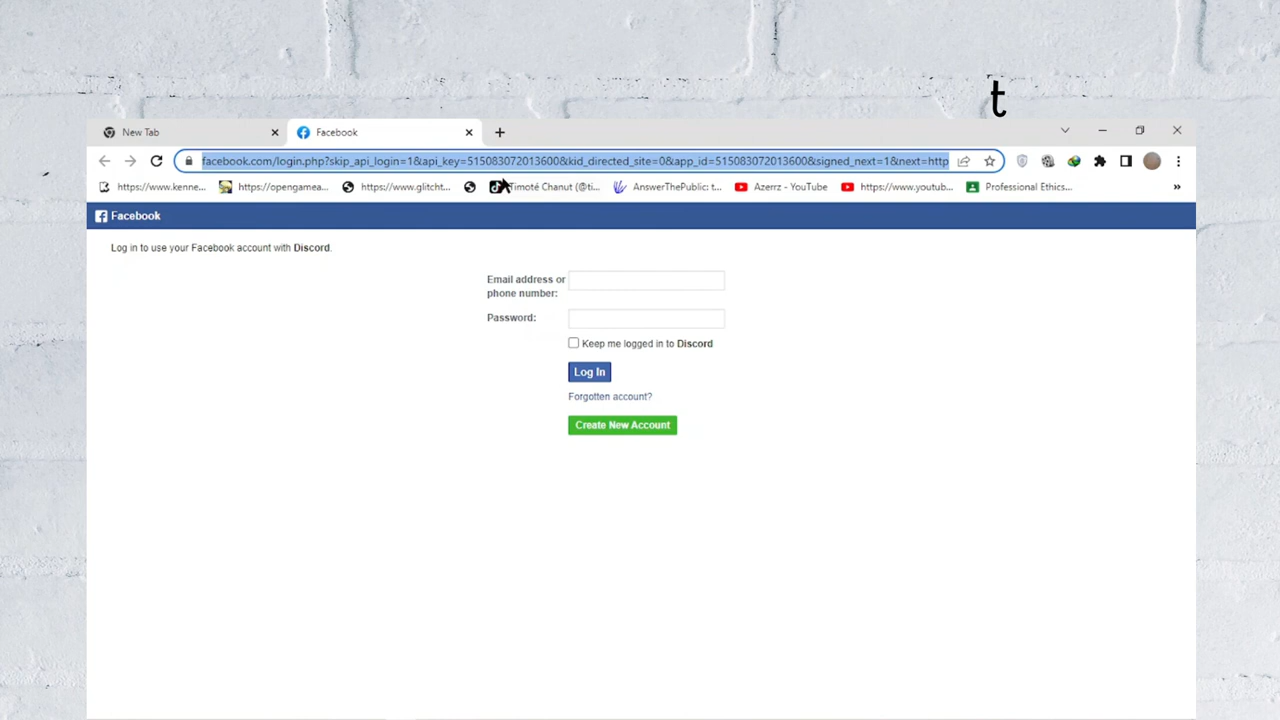 t
New Tab
Facebook
facebook.com/login.php?skip_api_login=1&api_key=515083072013600&kid_directed_site=0&app_id=515083072013600&signed_next=1&next=http
https://www.kenne...
https://opengamea...
https://www.glitcht...
Timoté Chanut (@ti...
AnswerThePublic: t...
Azerrz - YouTube
https://www.youtub...
Professional Ethics...
»
Facebook
Log in to use your Facebook account with Discord.
Email address or
phone number:
Password:
Keep me logged in to Discord
Log In
Forgotten account?
Create New Account